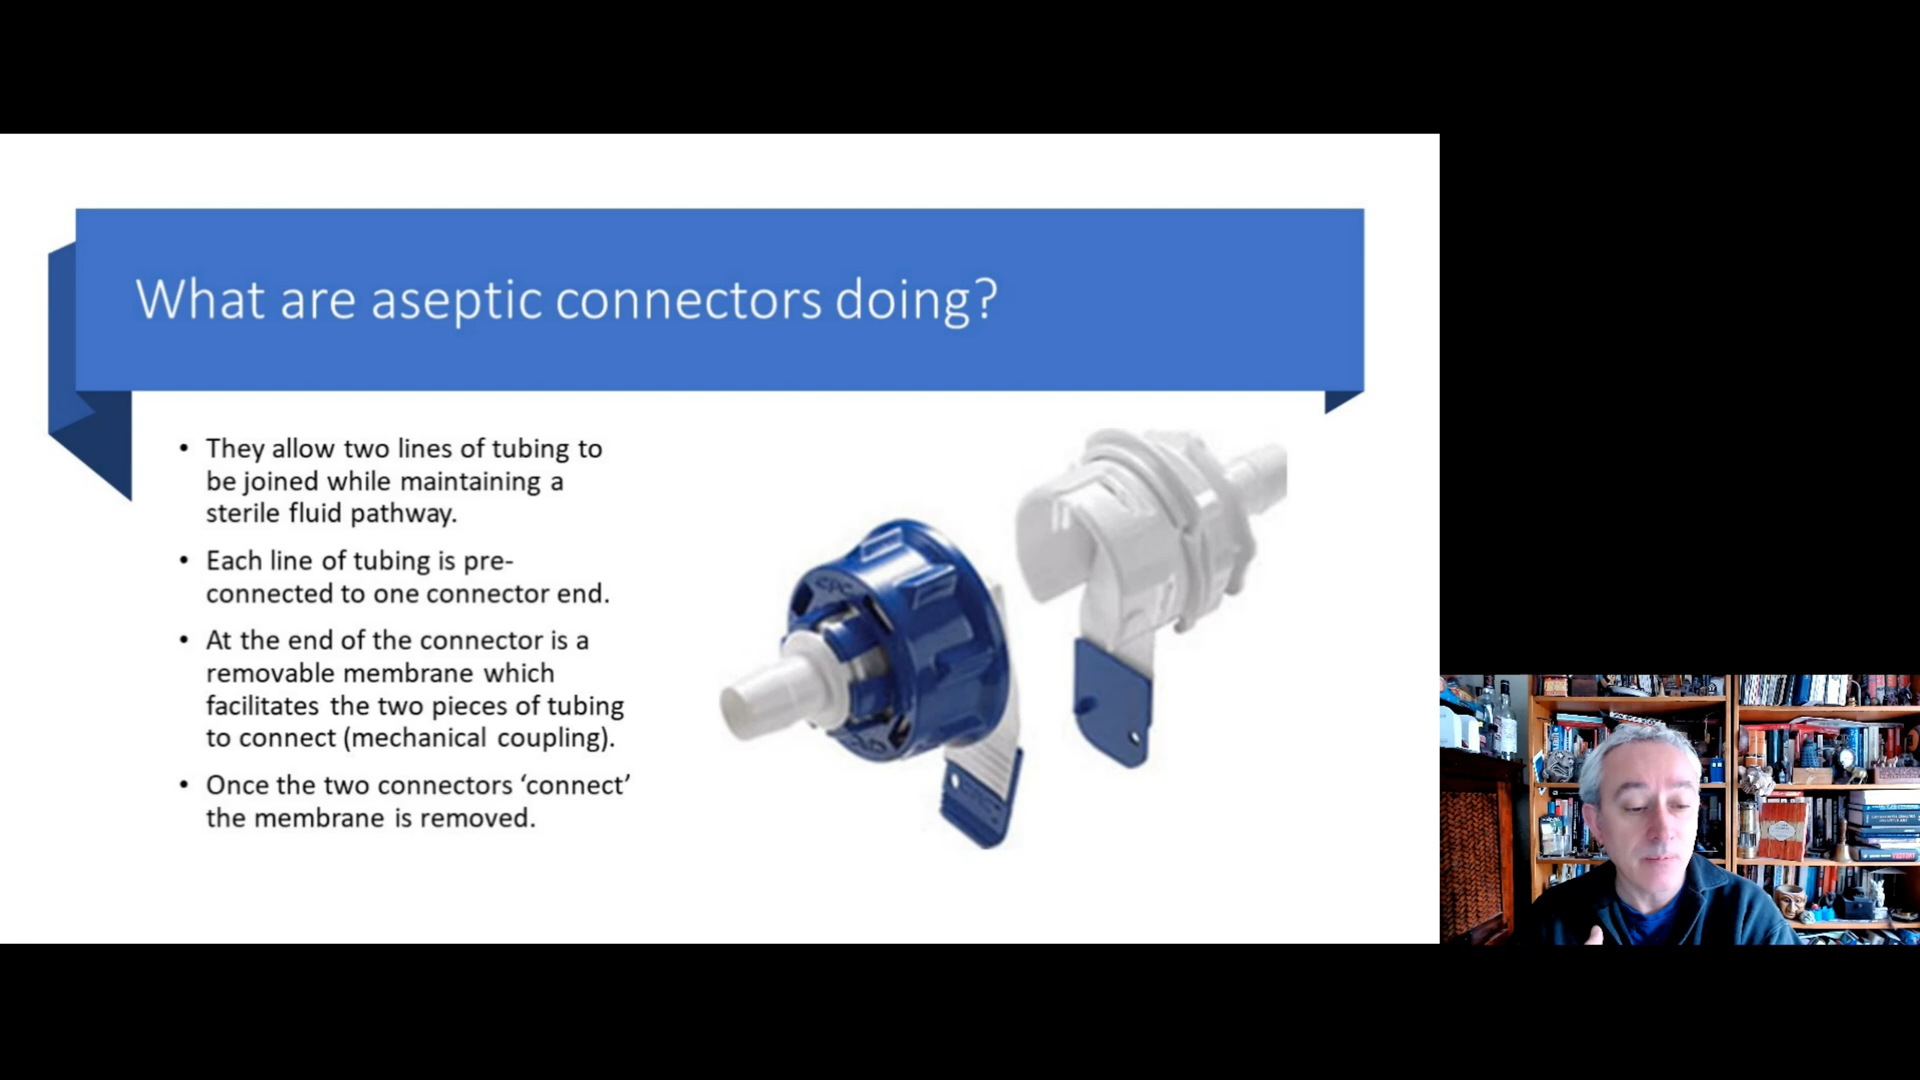 What are aseptic connectors doing?
• They allow two lines of tubing to
be joined while maintaining a
sterile fluid pathway.
• Each line of tubing is pre-
connected to one connector end.
• At the end of the connector is a
removable membrane which
facilitates the two pieces of tubing
to connect (mechanical coupling).
• Once the two connectors ‘connect’
the membrane is removed.
CPC